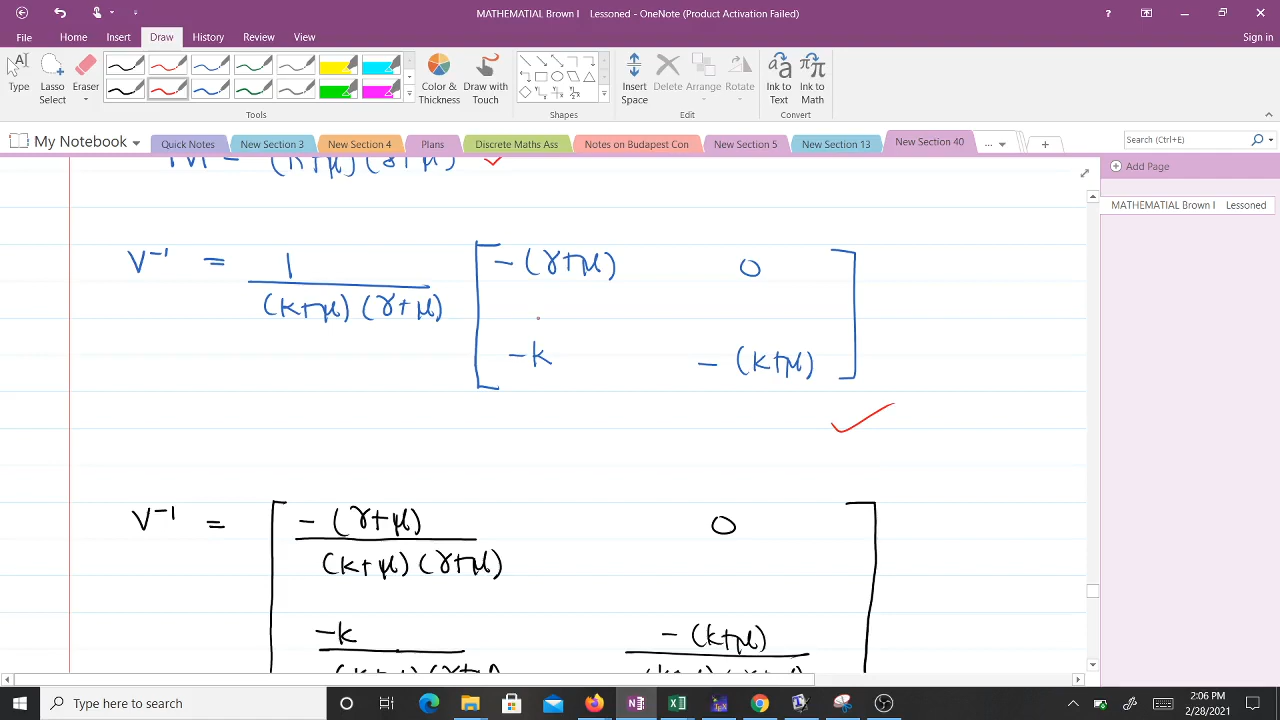 MATHEMATIAL Brown I Lessoned - OneNote (Product Activation Failed)
File Home Insert Draw History Review View Sign in
Type Lasso Select Eraser Color & Thickness Draw with Touch Insert Space Delete Arrange Rotate Ink to Text Ink to Math
Tools Shapes Edit Convert
My Notebook Quick Notes New Section 3 New Section 4 Plans Discrete Maths Ass Notes on Budapest Con New Section 5 New Section 13 New Section 40 ... Search (Ctrl+E)
Add Page
MATHEMATIAL Brown I Lessoned
(k+μ)(γ+μ)
V⁻¹ = 1 -(γ+μ) 0
(k+μ)(γ+μ)
-k -(k+μ)
V⁻¹ = -(γ+μ) 0
(k+μ)(γ+μ)
-k -(k+μ)
Type here to search
2:06 PM
2/28/2021